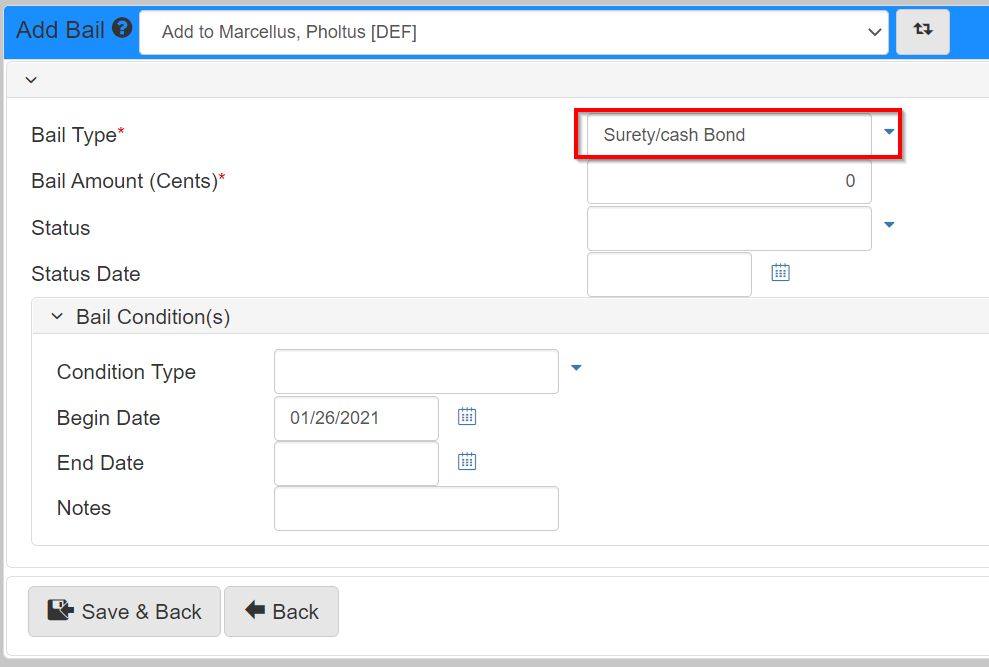 Add Bail ? Add to Marcellus, Pholtus [DEF]
Bail Type* Surety/cash Bond
Bail Amount (Cents)* 0
Status
Status Date
Bail Condition(s)
Condition Type
Begin Date 01/26/2021
End Date
Notes
Save & Back Back